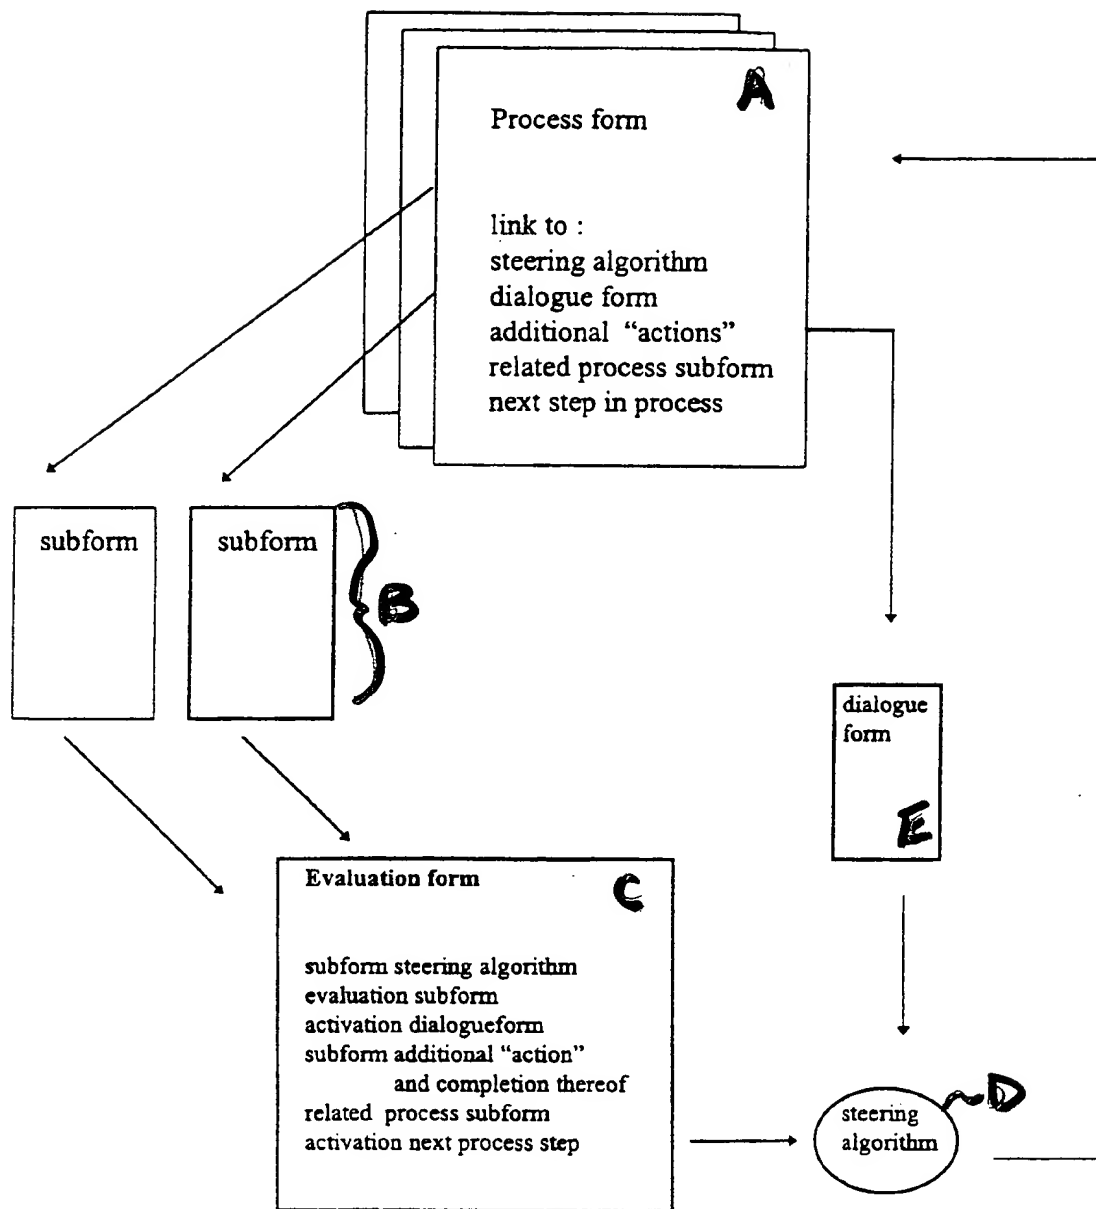 A
Process form
link to :
steering algorithm
dialogue form
additional “actions”
related process subform
next step in process
subform
subform
B
dialogue
form
E
Evaluation form
C
subform steering algorithm
evaluation subform
activation dialogueform
subform additional “action”
and completion thereof
related process subform
activation next process step
steering
algorithm
D